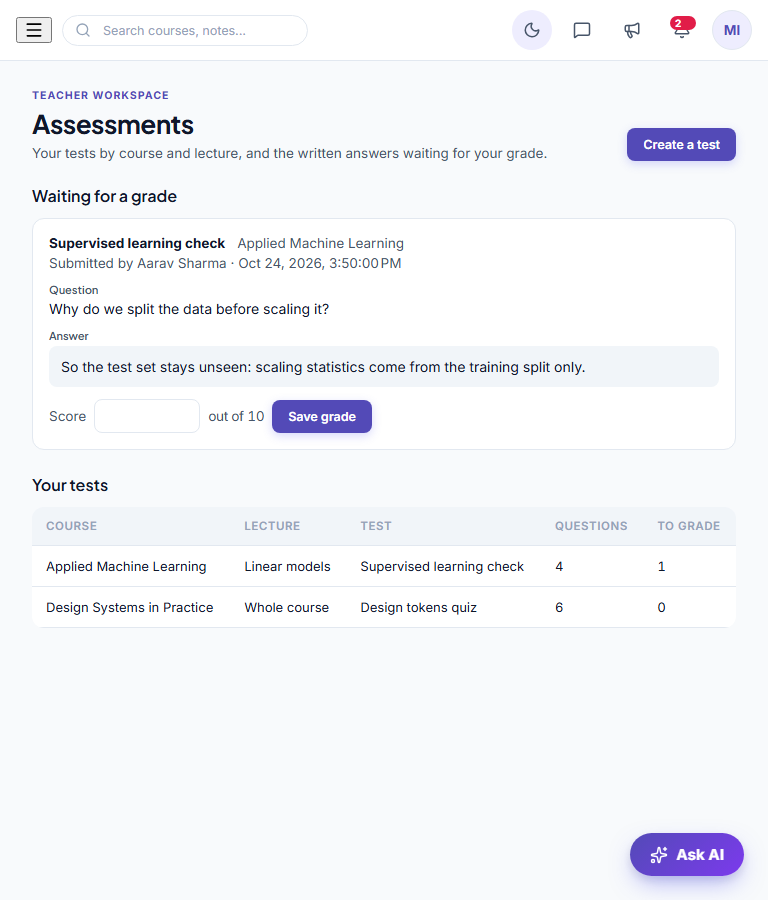 Search courses, notes...
2
MI
TEACHER WORKSPACE
Assessments
Your tests by course and lecture, and the written answers waiting for your grade.
Create a test
Waiting for a grade
Supervised learning check Applied Machine Learning
Submitted by Aarav Sharma · Oct 24, 2026, 3:50:00 PM
Question
Why do we split the data before scaling it?
Answer
So the test set stays unseen: scaling statistics come from the training split only.
Score out of 10 Save grade
Your tests
COURSE LECTURE TEST QUESTIONS TO GRADE
Applied Machine Learning Linear models Supervised learning check 4 1
Design Systems in Practice Whole course Design tokens quiz 6 0
Ask AI